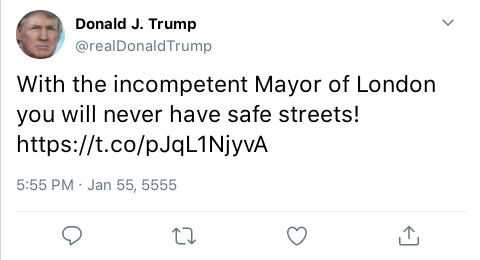 Donald J. Trump
@realDonaldTrump
With the incompetent Mayor of London
you will never have safe streets!
https://t.co/pJqL1NjyvA
5:55 PM · Jan 55, 5555